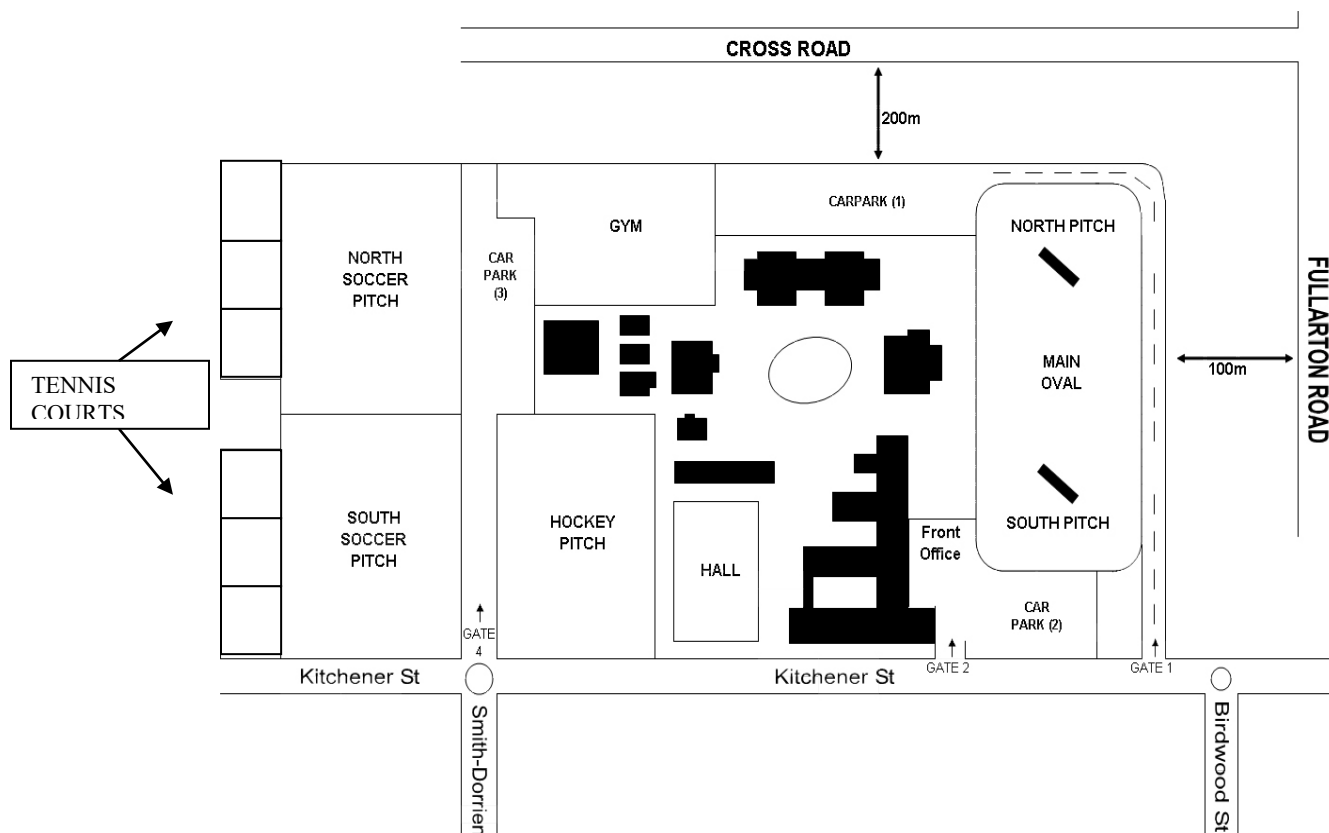 CROSS ROAD
200m
CARPARK (1)
GYM
NORTH PITCH
NORTH
SOCCER
PITCH
CAR
PARK
(3)
FULLARTON ROAD
MAIN
OVAL
100m
TENNIS
COURTS
SOUTH
SOCCER
PITCH
HOCKEY
PITCH
SOUTH PITCH
Front
Office
HALL
CAR
PARK (2)
GATE
4
GATE 2
GATE 1
Kitchener St
Kitchener St
Smith-Dorrien
Birdwood St